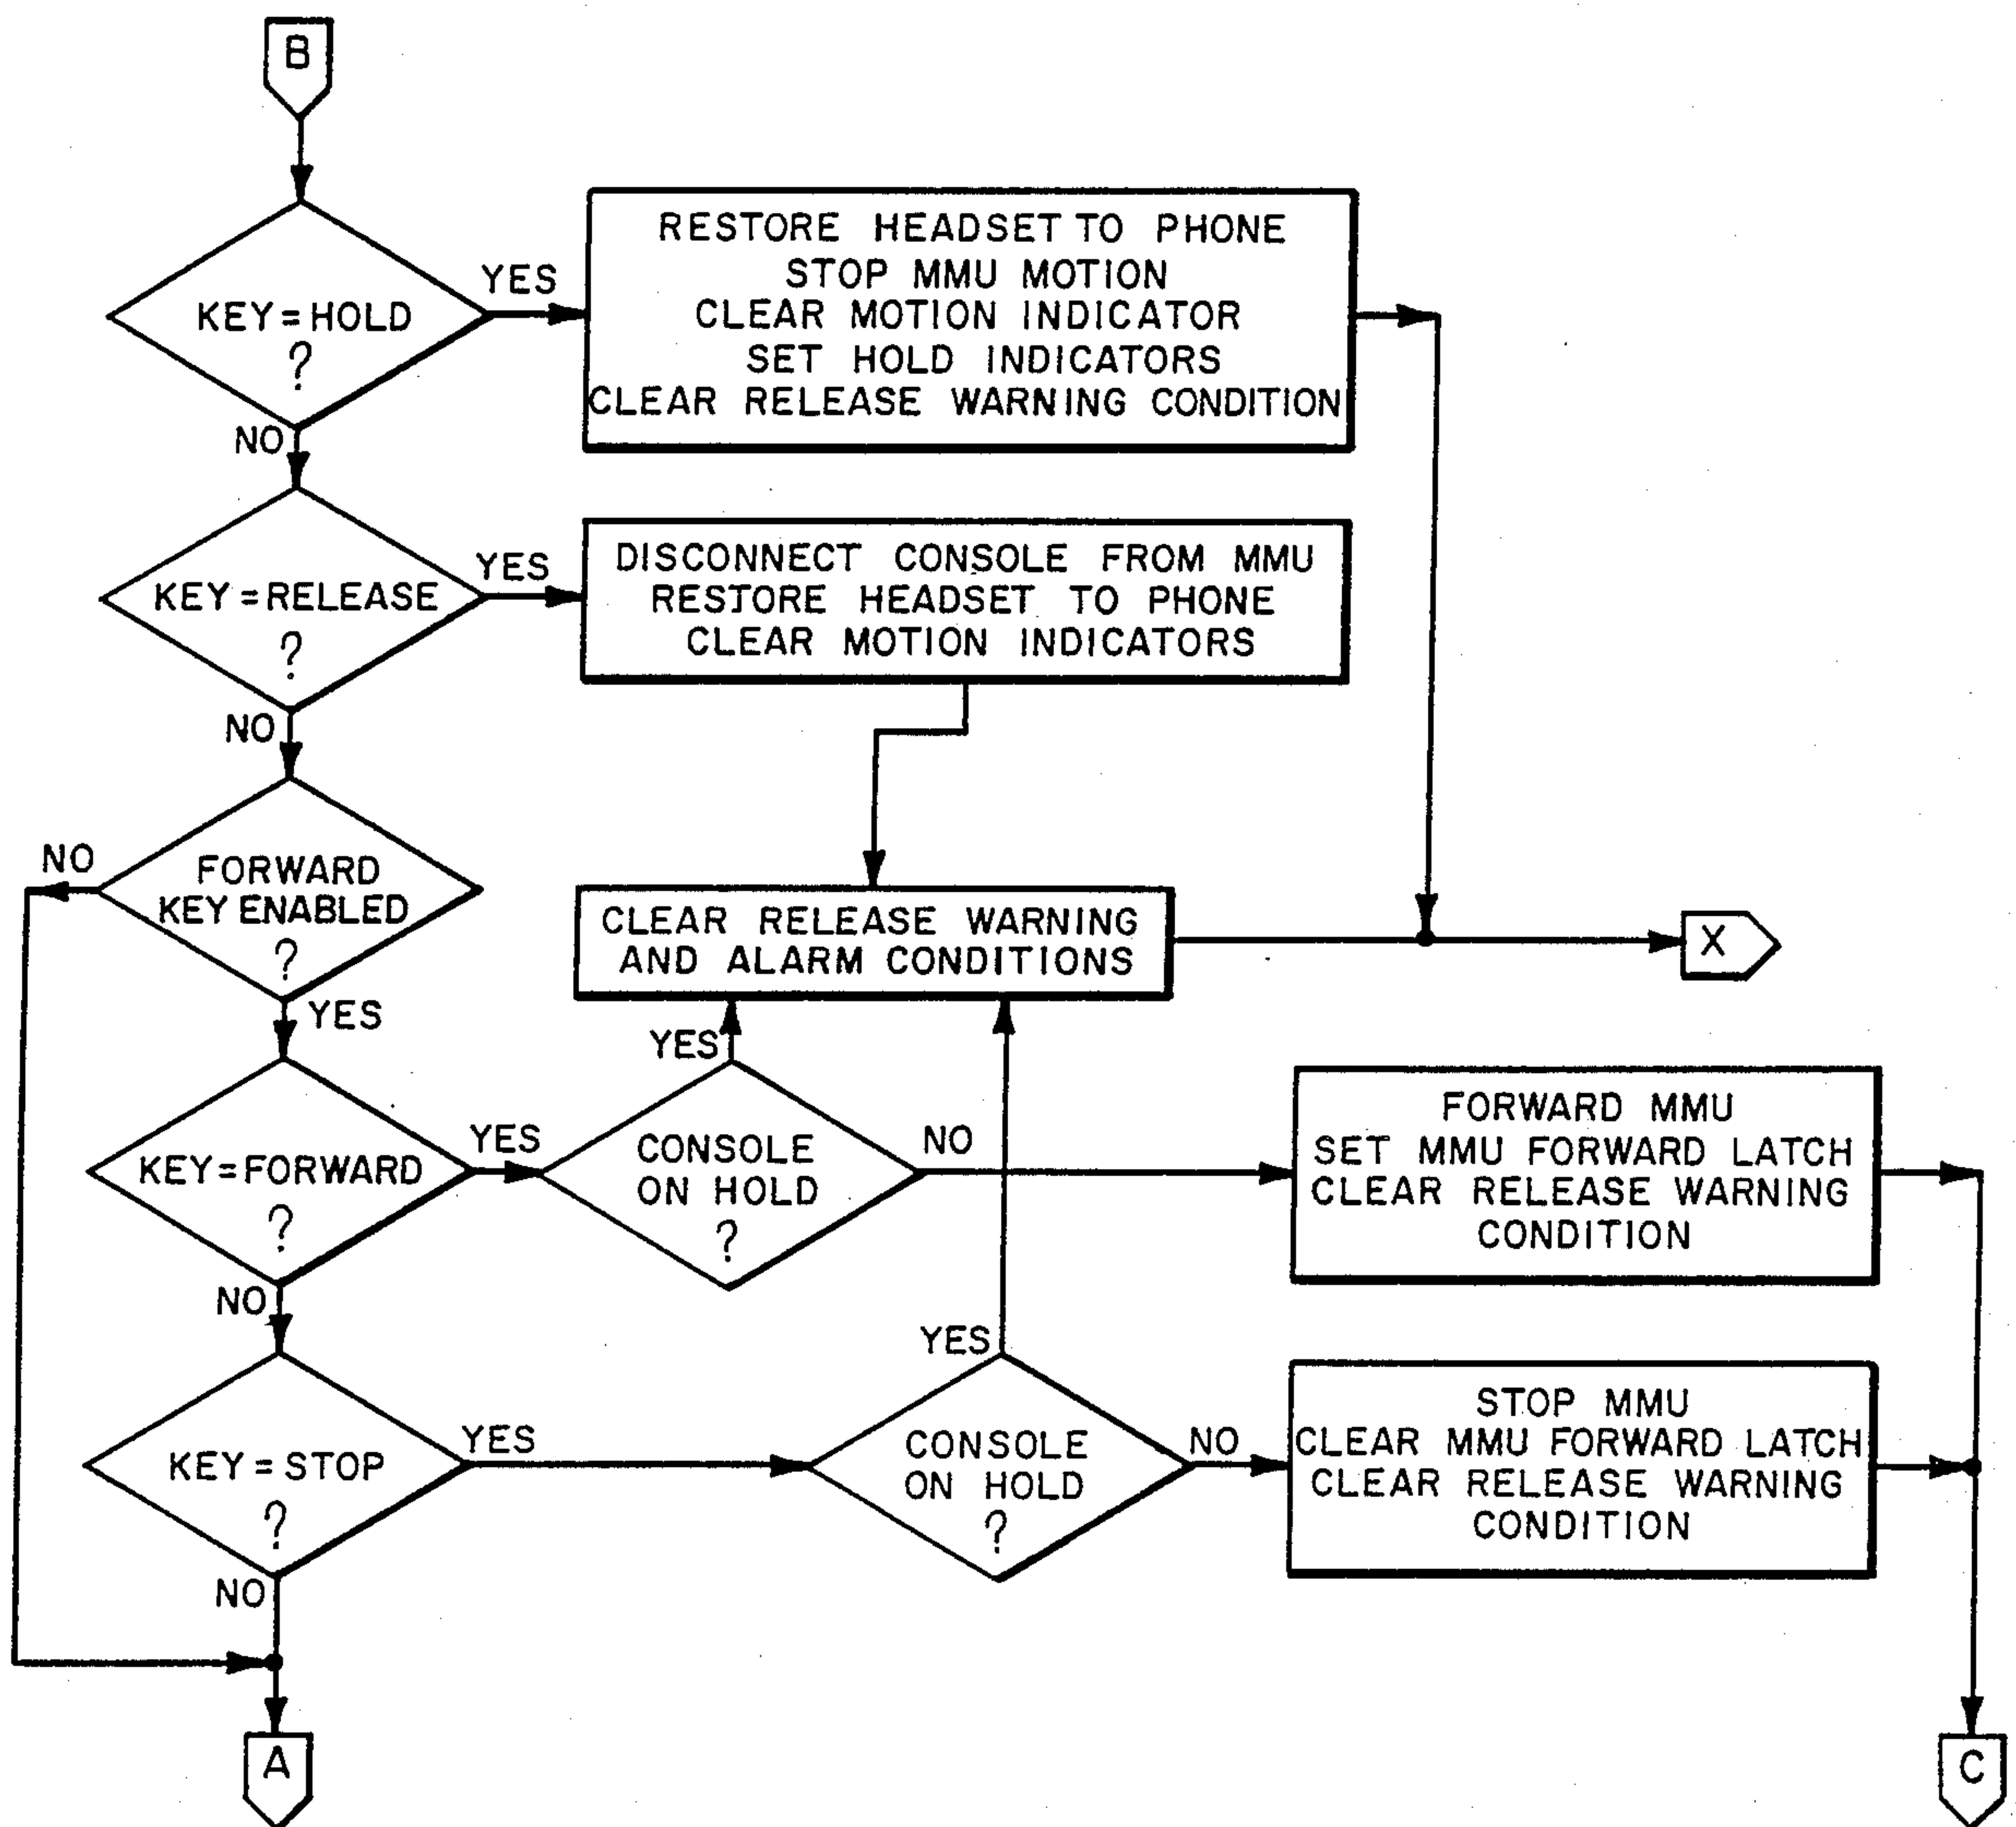 B
KEY=HOLD
?
YES
NO
RESTORE HEADSET TO PHONE
STOP MMU MOTION
CLEAR MOTION INDICATOR
SET HOLD INDICATORS
CLEAR RELEASE WARNING CONDITION
KEY=RELEASE
?
YES
NO
DISCONNECT CONSOLE FROM MMU
RESTORE HEADSET TO PHONE
CLEAR MOTION INDICATORS
FORWARD
KEY ENABLED
?
NO
YES
CLEAR RELEASE WARNING
AND ALARM CONDITIONS
X
KEY=FORWARD
?
YES
NO
CONSOLE
ON HOLD
?
YES
NO
FORWARD MMU
SET MMU FORWARD LATCH
CLEAR RELEASE WARNING
CONDITION
KEY=STOP
?
YES
NO
CONSOLE
ON HOLD
?
YES
NO
STOP MMU
CLEAR MMU FORWARD LATCH
CLEAR RELEASE WARNING
CONDITION
A
C